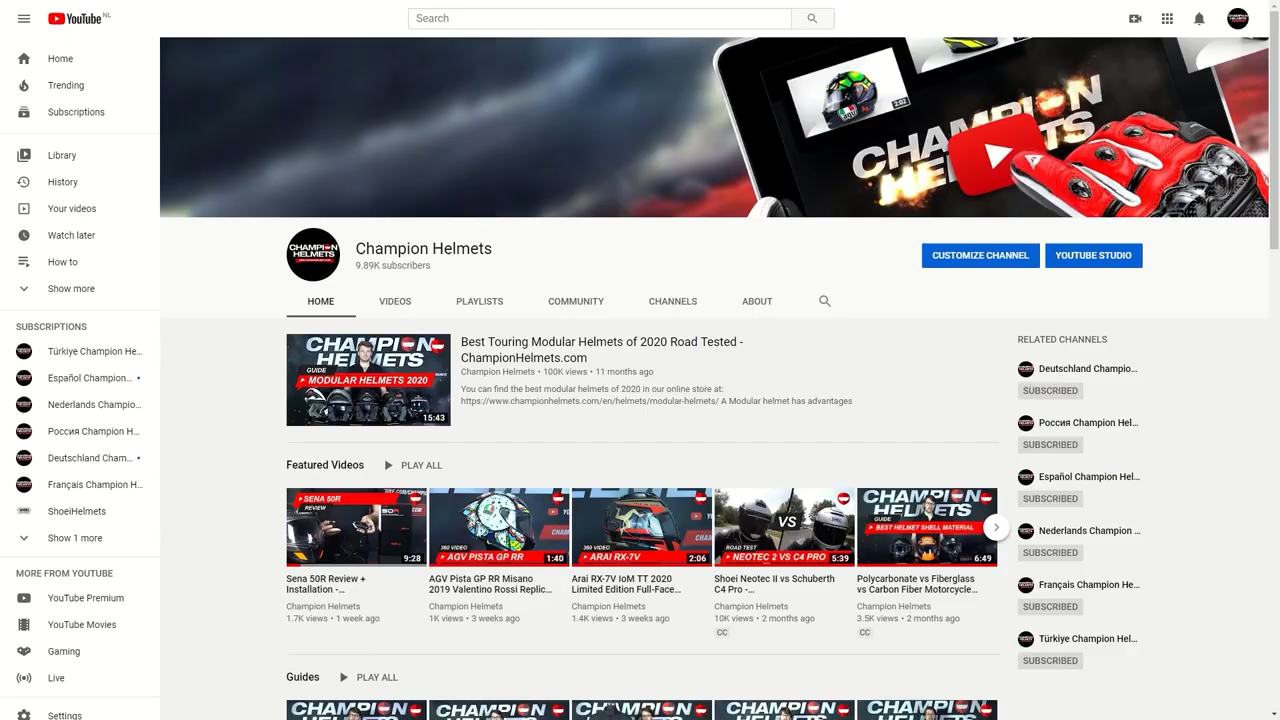 YouTube NL
Search
Home
Trending
Subscriptions
Library
History
Your videos
Watch later
How to
Show more
SUBSCRIPTIONS
Türkiye Champion He...
Español Champion...
Nederlands Champio...
Россия Champion H...
Deutschland Cham...
Français Champion H...
ShoeiHelmets
Show 1 more
MORE FROM YOUTUBE
YouTube Premium
YouTube Movies
Gaming
Live
Settings
2:02
CHAMPION
HELMETS
CHAMPION
HELMETS
Champion Helmets
9.89K subscribers
CUSTOMIZE CHANNEL
YOUTUBE STUDIO
HOME
VIDEOS
PLAYLISTS
COMMUNITY
CHANNELS
ABOUT
CHAMPION
HELMETS
GUIDE
MODULAR HELMETS 2020
15:43
Best Touring Modular Helmets of 2020 Road Tested -
ChampionHelmets.com
Champion Helmets • 100K views • 11 months ago
You can find the best modular helmets of 2020 in our online store at:
https://www.championhelmets.com/en/helmets/modular-helmets/ A Modular helmet has advantages
Featured Videos
PLAY ALL
SENA 50R
REVIEW
9:28
Sena 50R Review +
Installation -...
Champion Helmets
1.7K views • 1 week ago
360 VIDEO
AGV PISTA GP RR
1:40
AGV Pista GP RR Misano
2019 Valentino Rossi Replic...
Champion Helmets
1K views • 3 weeks ago
360 VIDEO
ARAI RX-7V
2:06
Arai RX-7V IoM TT 2020
Limited Edition Full-Face...
Champion Helmets
1.4K views • 3 weeks ago
VS
ROAD TEST
NEOTEC 2 VS C4 PRO
5:39
Shoei Neotec II vs Schuberth
C4 Pro -...
Champion Helmets
10K views • 2 months ago
CC
CHAMPION
HELMETS
GUIDE
BEST HELMET SHELL MATERIAL
6:49
Polycarbonate vs Fiberglass
vs Carbon Fiber Motorcycle...
Champion Helmets
3.5K views • 2 months ago
CC
Guides
PLAY ALL
RELATED CHANNELS
Deutschland Champio...
SUBSCRIBED
Россия Champion Hel...
SUBSCRIBED
Español Champion Hel...
SUBSCRIBED
Nederlands Champion ...
SUBSCRIBED
Français Champion He...
SUBSCRIBED
Türkiye Champion Hel...
SUBSCRIBED